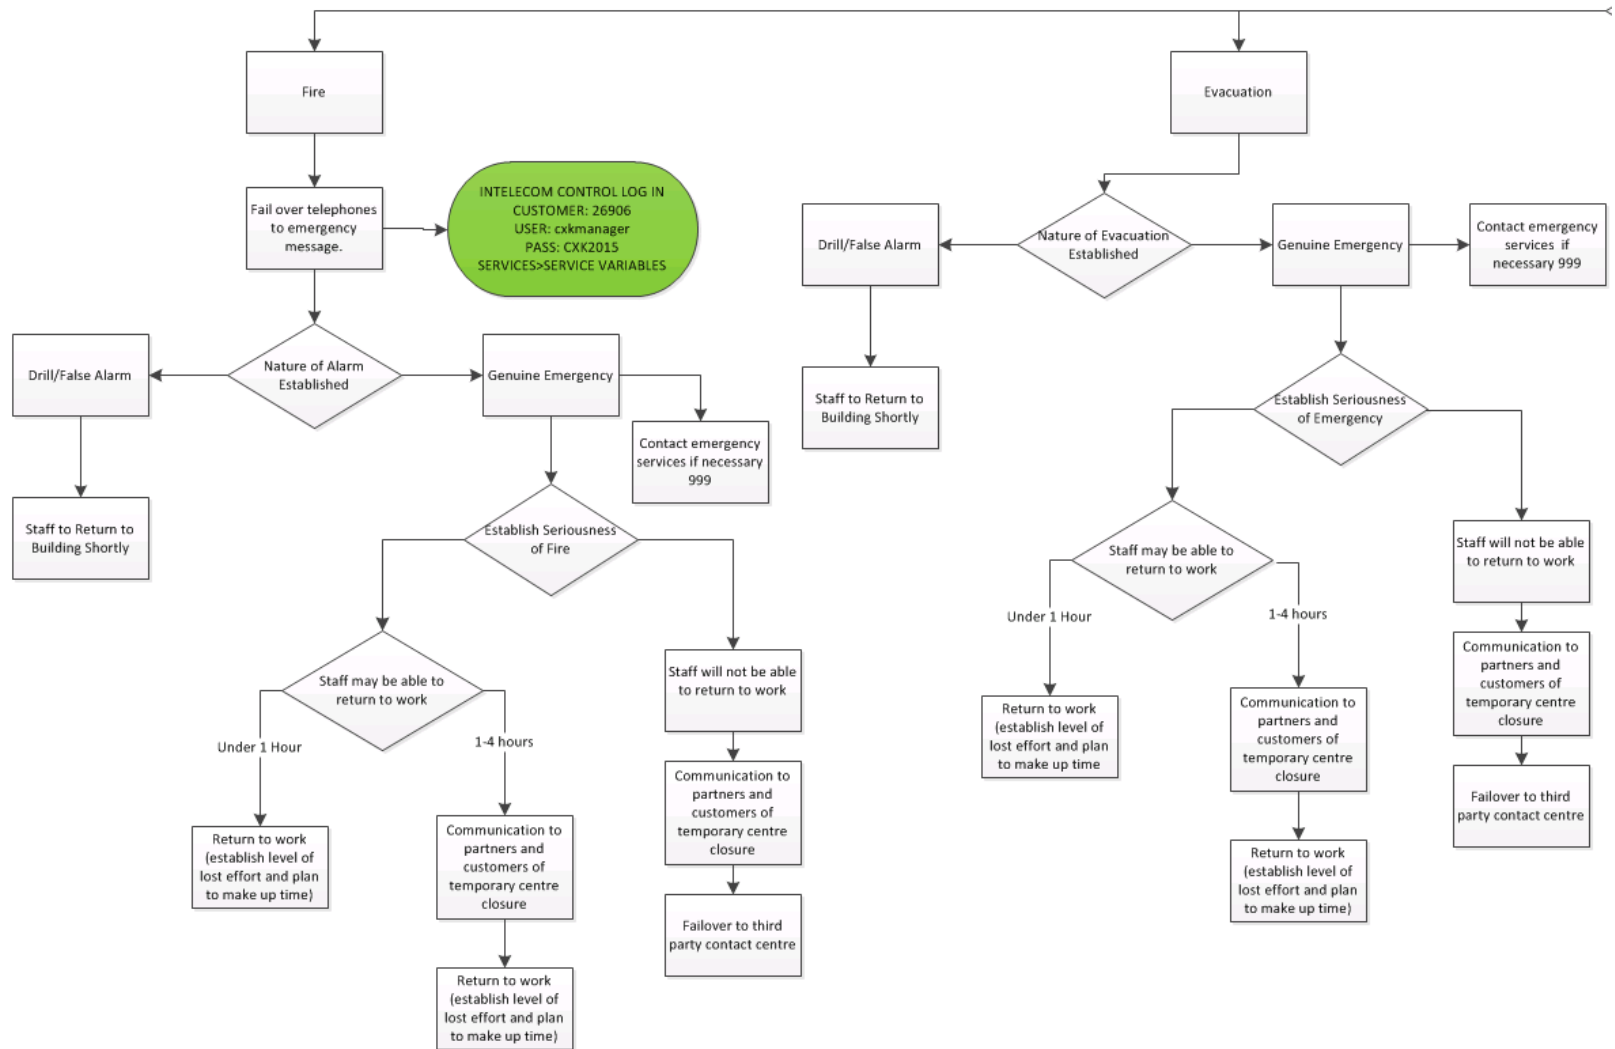 Fire
Fail over telephones
to emergency
message.
INTELECOM CONTROL LOG IN
CUSTOMER: 26906
USER: cxkmanager
PASS: CXK2015
SERVICES>SERVICE VARIABLES
Nature of Alarm
Established
Drill/False Alarm
Staff to Return to
Building Shortly
Genuine Emergency
Contact emergency
services if necessary
999
Establish Seriousness
of Fire
Staff may be able to
return to work
Under 1 Hour
Return to work
(establish level of
lost effort and plan
to make up time)
1-4 hours
Communication to
partners and
customers of
temporary centre
closure
Return to work
(establish level of
lost effort and plan
to make up time)
Staff will not be able
to return to work
Communication to
partners and
customers of
temporary centre
closure
Failover to third
party contact centre
Evacuation
Nature of Evacuation
Established
Drill/False Alarm
Staff to Return to
Building Shortly
Genuine Emergency
Contact emergency
services if
necessary 999
Establish Seriousness
of Emergency
Staff may be able to
return to work
Under 1 Hour
Return to work
(establish level of
lost effort and plan
to make up time
1-4 hours
Communication to
partners and
customers of
temporary centre
closure
Return to work
(establish level of
lost effort and plan
to make up time)
Staff will not be able
to return to work
Communication to
partners and
customers of
temporary centre
closure
Failover to third
party contact centre